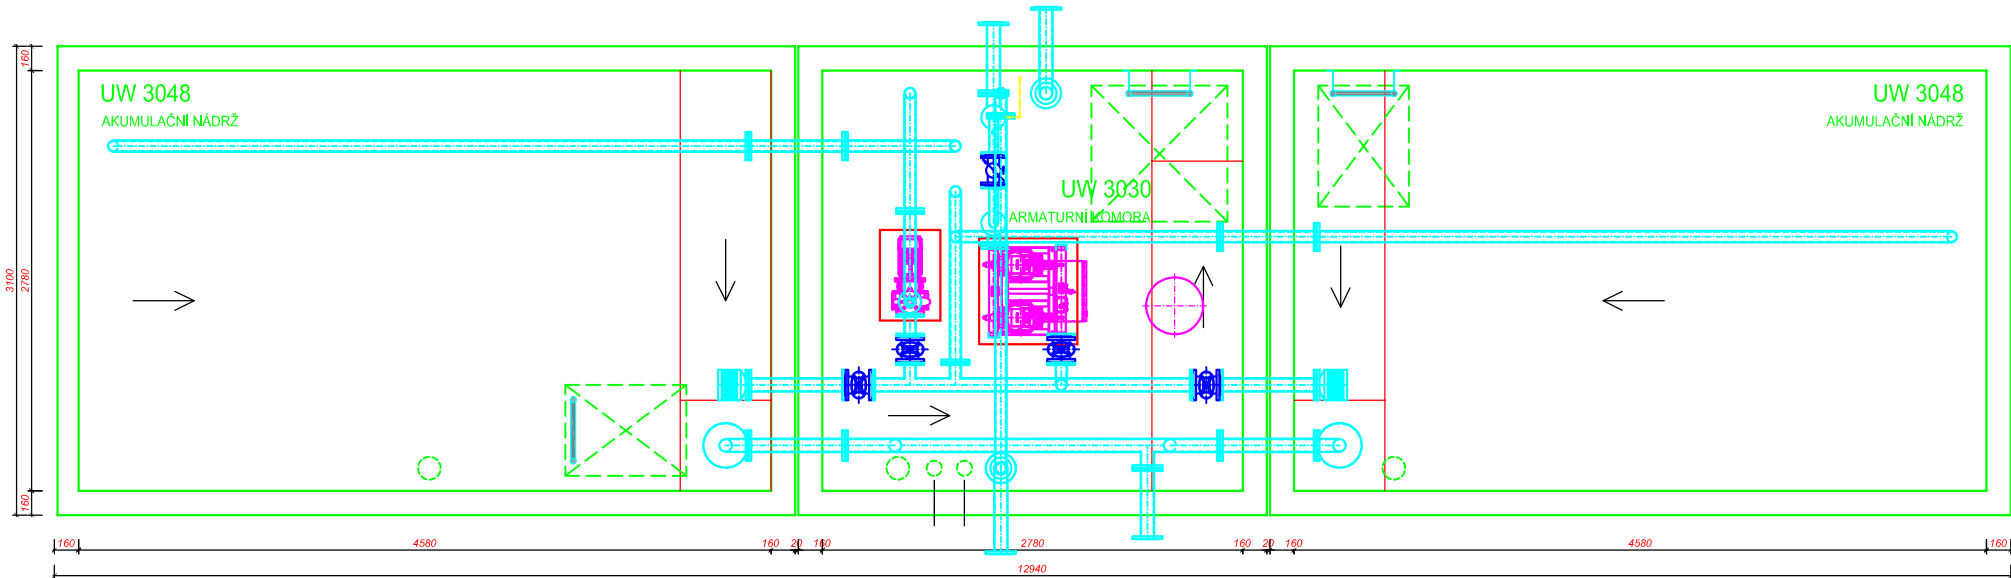 UW 3048
AKUMULAČNÍ NÁDRŽ
UW 3048
AKUMULAČNÍ NÁDRŽ
UW 3030
ARMATURNÍ KOMORA
160
3100
2780
160
160
4580
160
20
160
2780
160
20
160
4580
160
12940